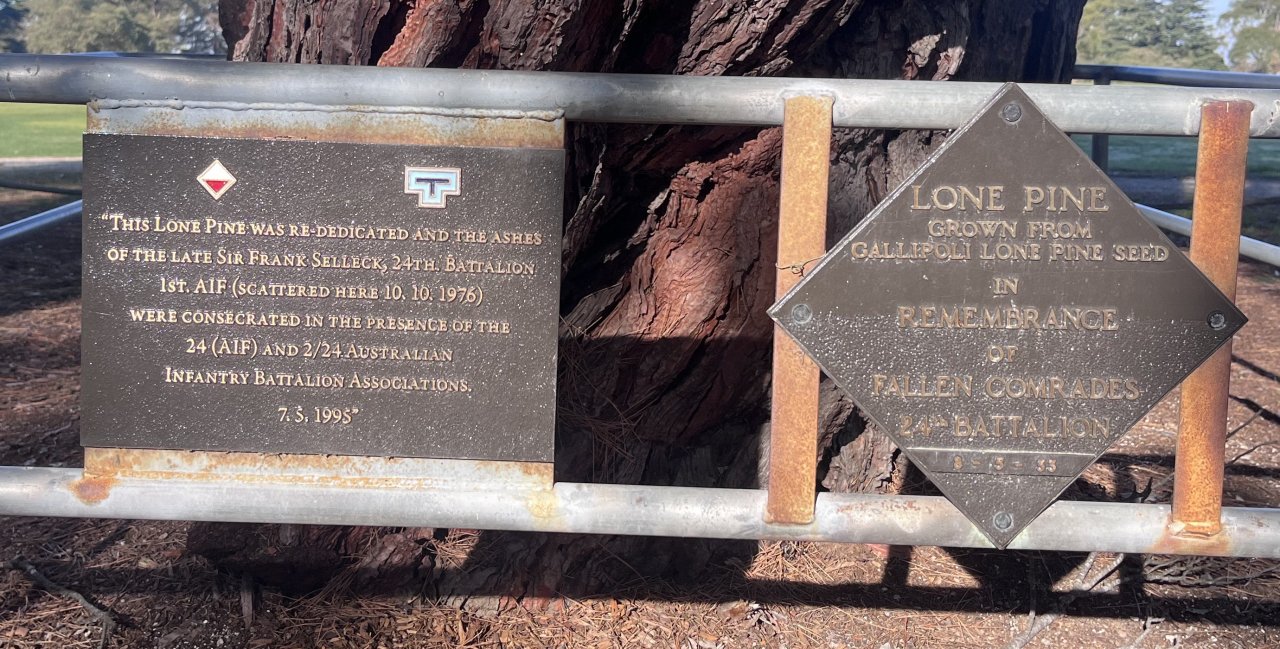 "THIS LONE PINE WAS RE-DEDICATED AND THE ASHES
OF THE LATE SIR FRANK SELLECK, 24TH. BATTALION
1ST. AIF (SCATTERED HERE 10. 10. 1976)
WERE CONSECRATED IN THE PRESENCE OF THE
24 (AIF) AND 2/24 AUSTRALIAN
INFANTRY BATTALION ASSOCIATIONS.
7. 5. 1995"
LONE PINE
GROWN FROM
GALLIPOLI LONE PINE SEED
IN
REMEMBRANCE
OF
FALLEN COMRADES
24TH BATTALION
8 - 5 - 33